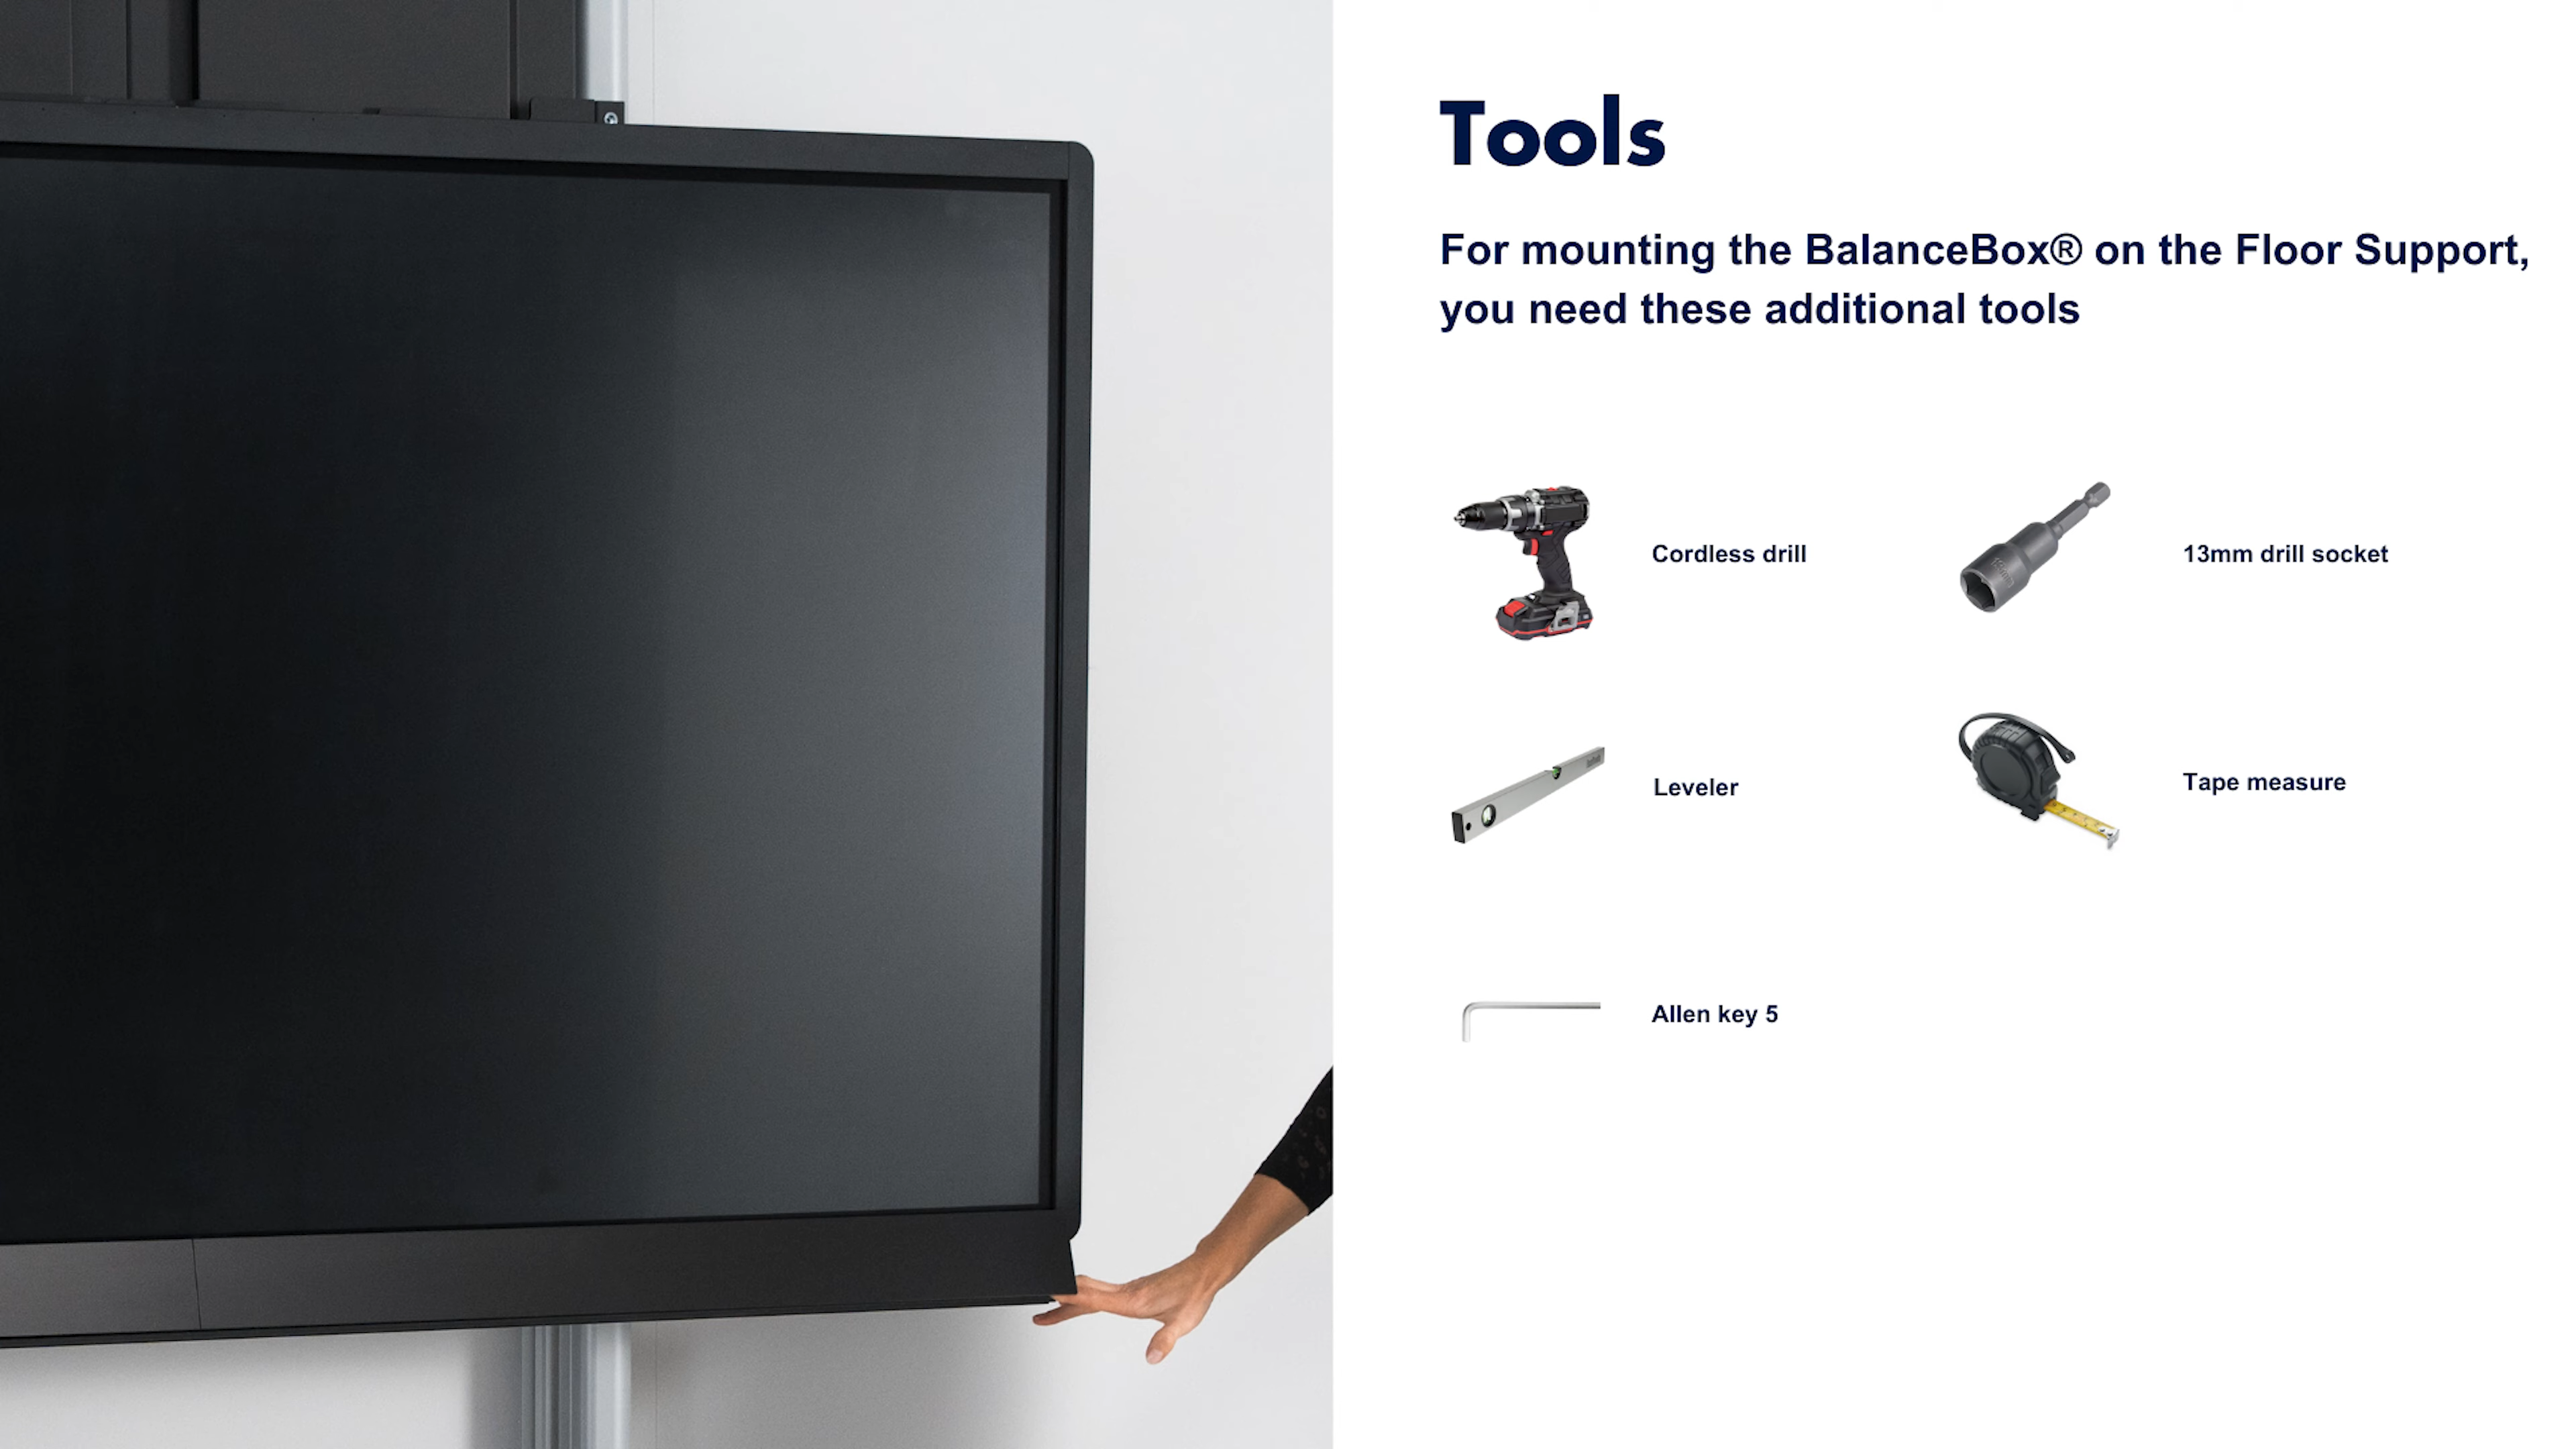 Tools
For mounting the BalanceBox® on the Floor Support,
you need these additional tools
Cordless drill
13mm drill socket
Leveler
Tape measure
Allen key 5